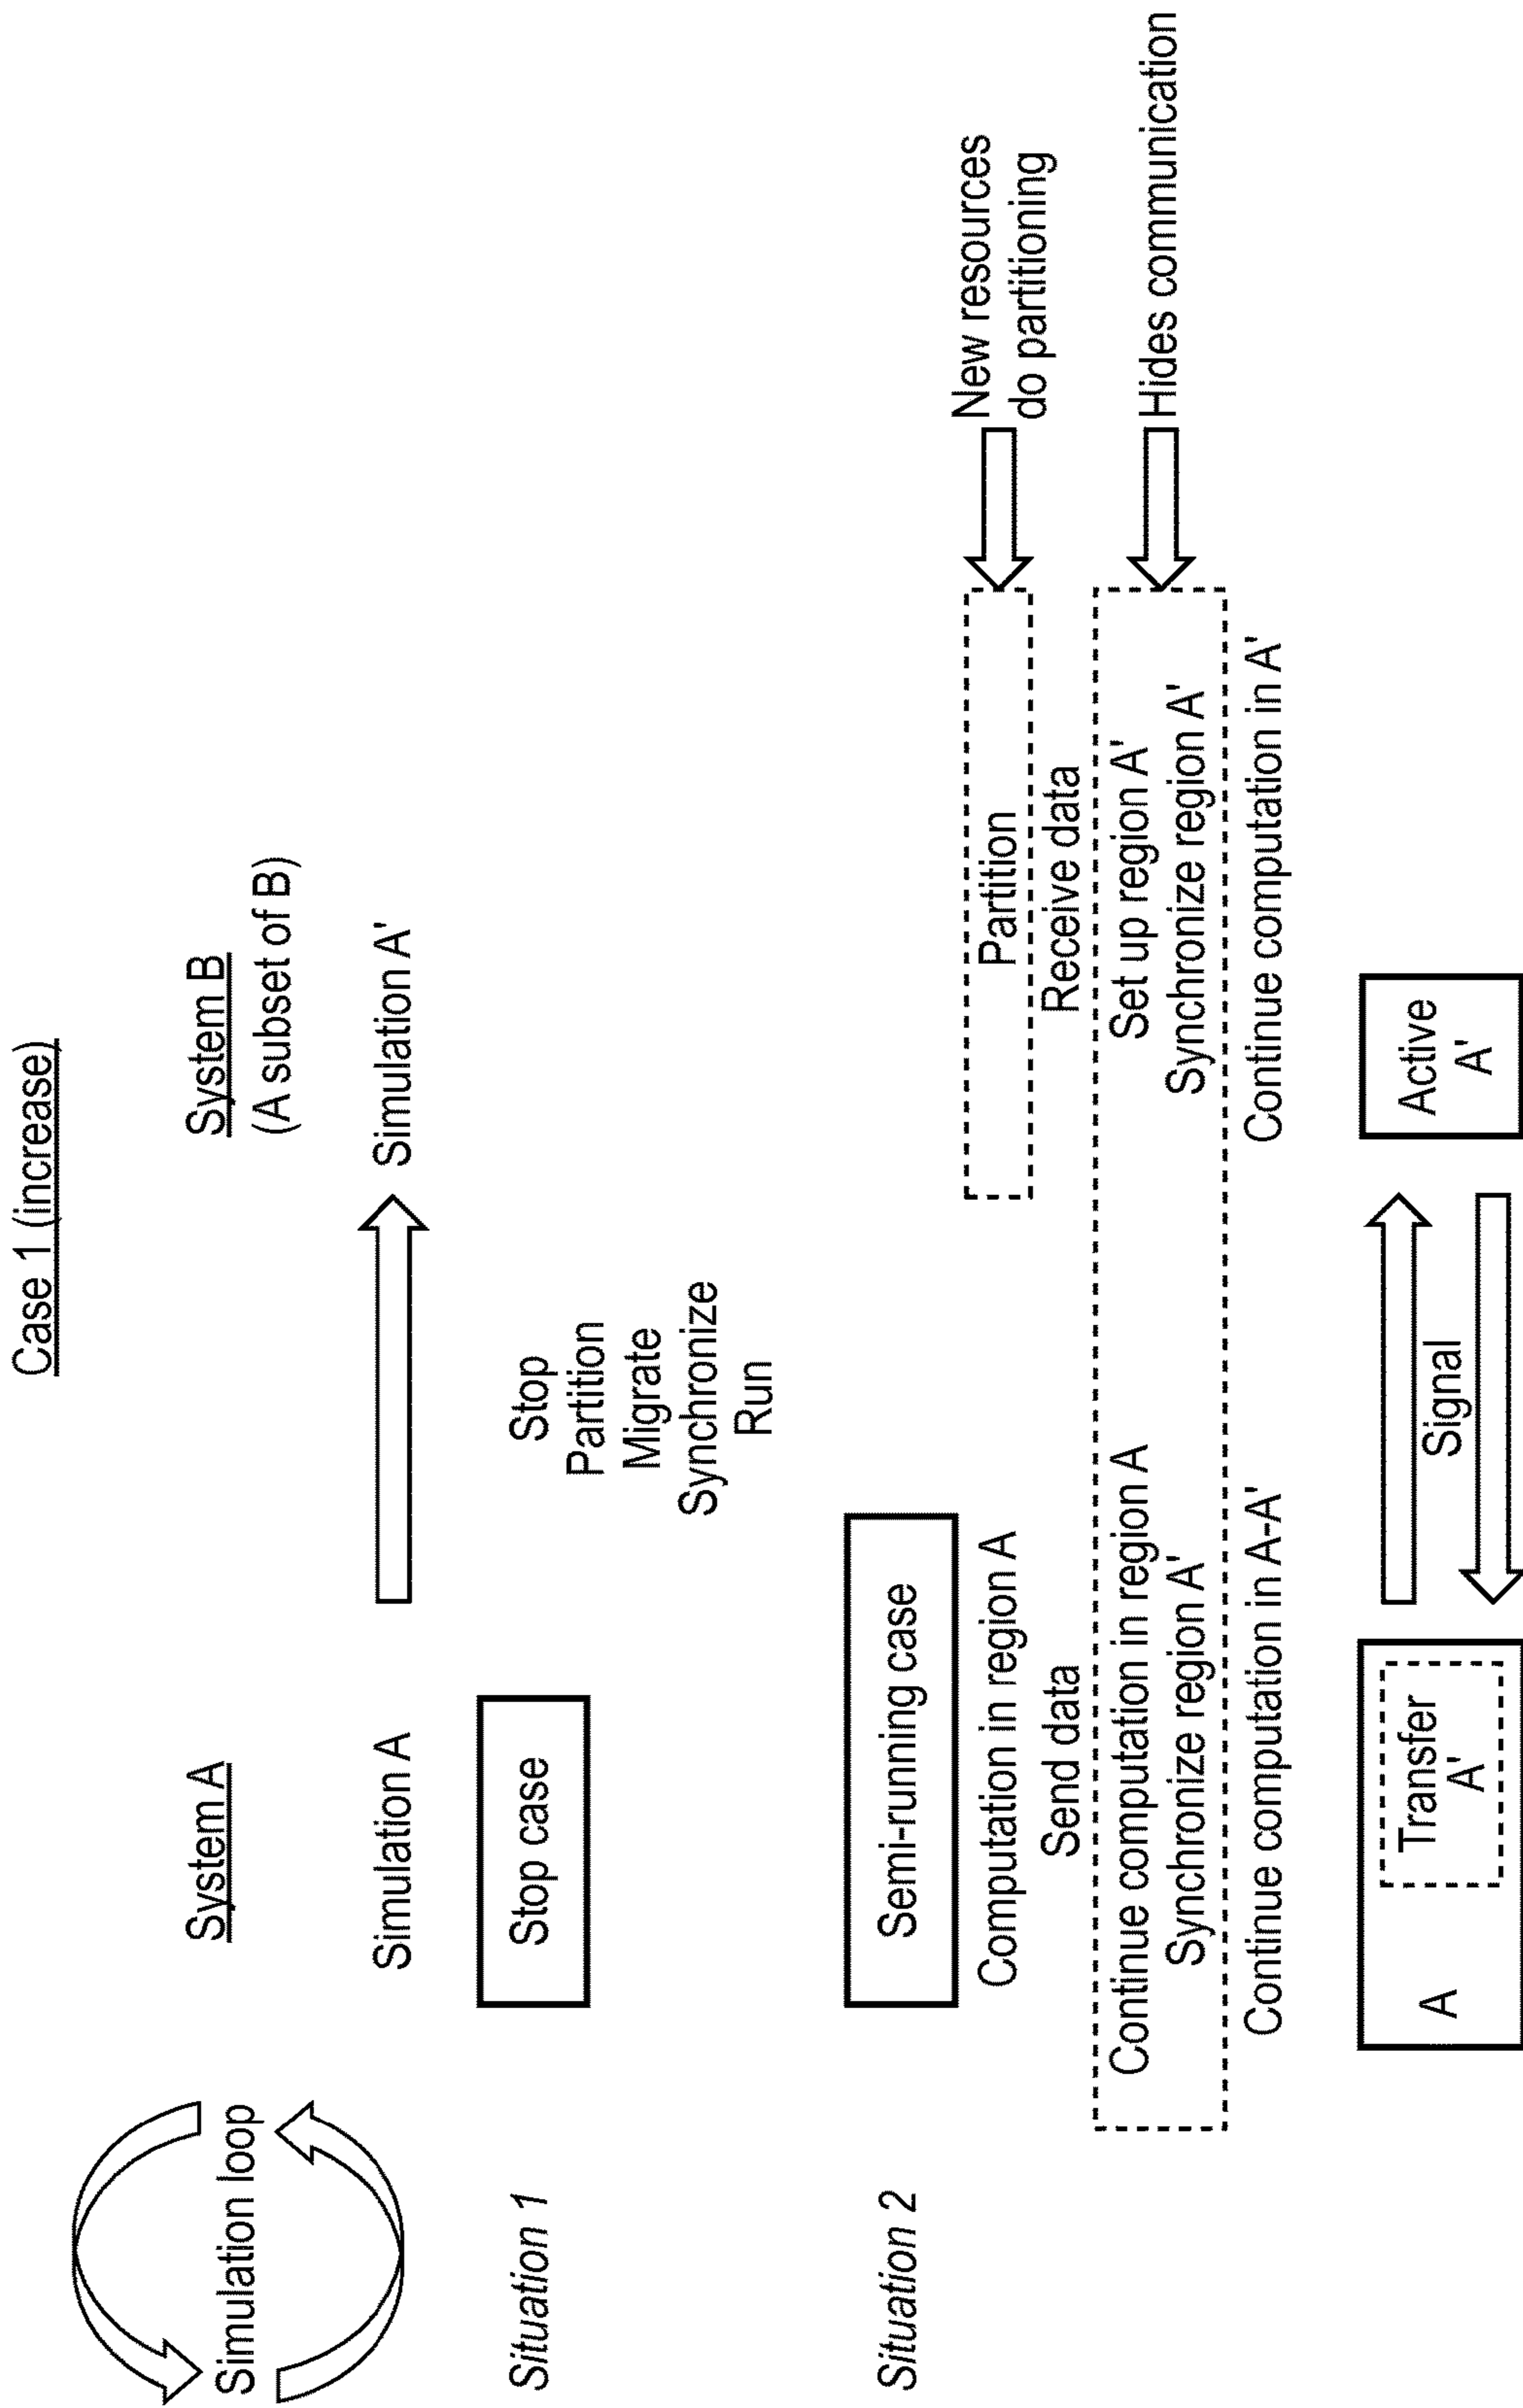 Case 1 (increase)
System A
System B
(A subset of B)
Simulation loop
Simulation A
Simulation A'
Situation 1
Stop case
Stop
Partition
Migrate
Synchronize
Run
Situation 2
Semi-running case
Computation in region A
Partition
New resources
do partitioning
Send data
Receive data
Continue computation in region A
Set up region A'
Hides communication
Synchronize region A'
Synchronize region A'
Continue computation in A-A'
Continue computation in A'
A
Transfer
A'
Signal
Active
A'